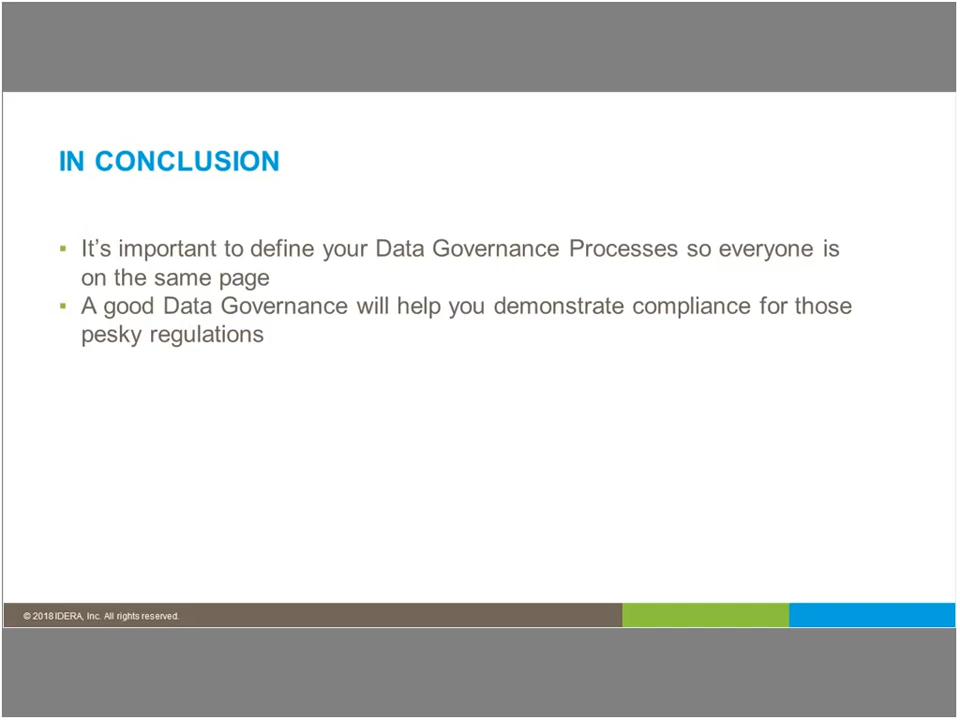 IN CONCLUSION
▪ It’s important to define your Data Governance Processes so everyone is
on the same page
▪ A good Data Governance will help you demonstrate compliance for those
pesky regulations
© 2018 IDERA, Inc. All rights reserved.